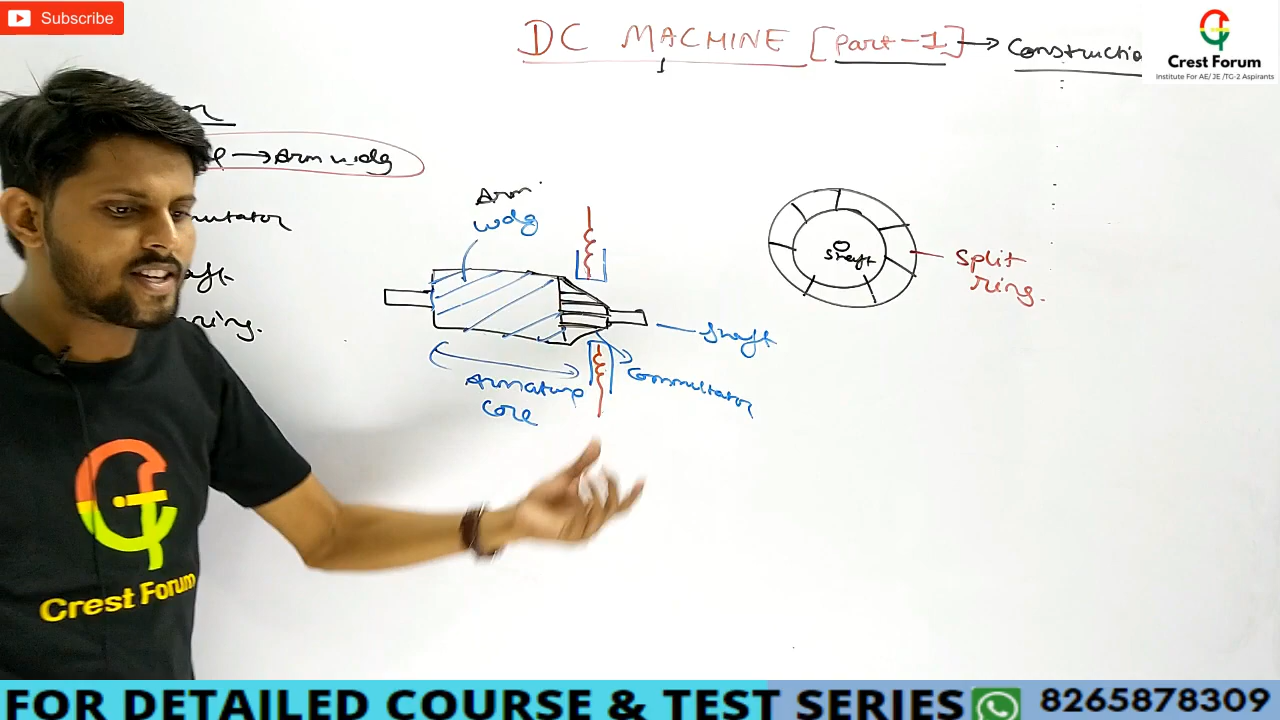 Subscribe
DC MACHINE [Part-1] → Constructio
Crest Forum
Institute For AE/ JE /TG-2 Aspirants
→ Arm wdg
mutator
aft
ring.
Arm.
wdg
Shaft
Commutator
Armature
core
Shaft
Split
ring.
Crest Forum
FOR DETAILED COURSE & TEST SERIES 8265878309